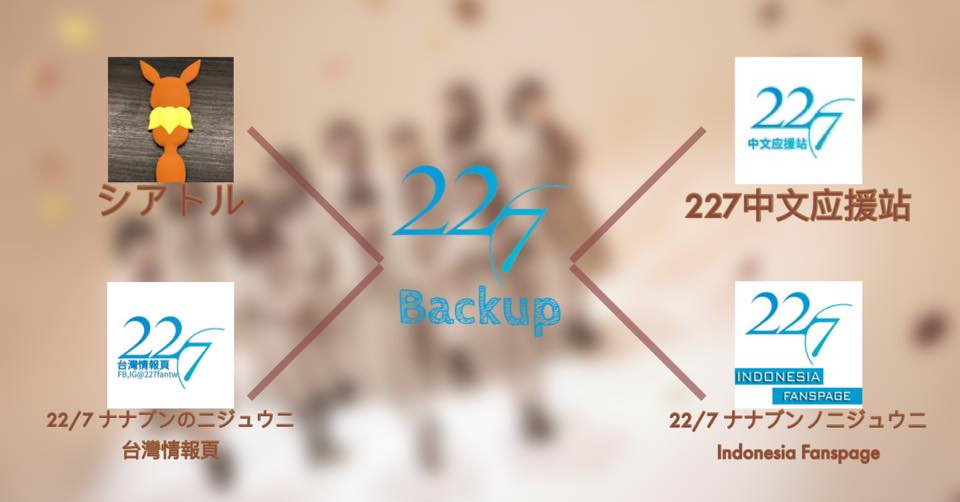 シアトル
22/7
台灣情報頁
FB,IG@227fantw
22/7 ナナブンのニジュウニ
台灣情報頁
22/7
Backup
22/7
中文应援站
227中文应援站
22/7
INDONESIA
FANSPAGE
22/7 ナナブンノニジュウニ
Indonesia Fanspage